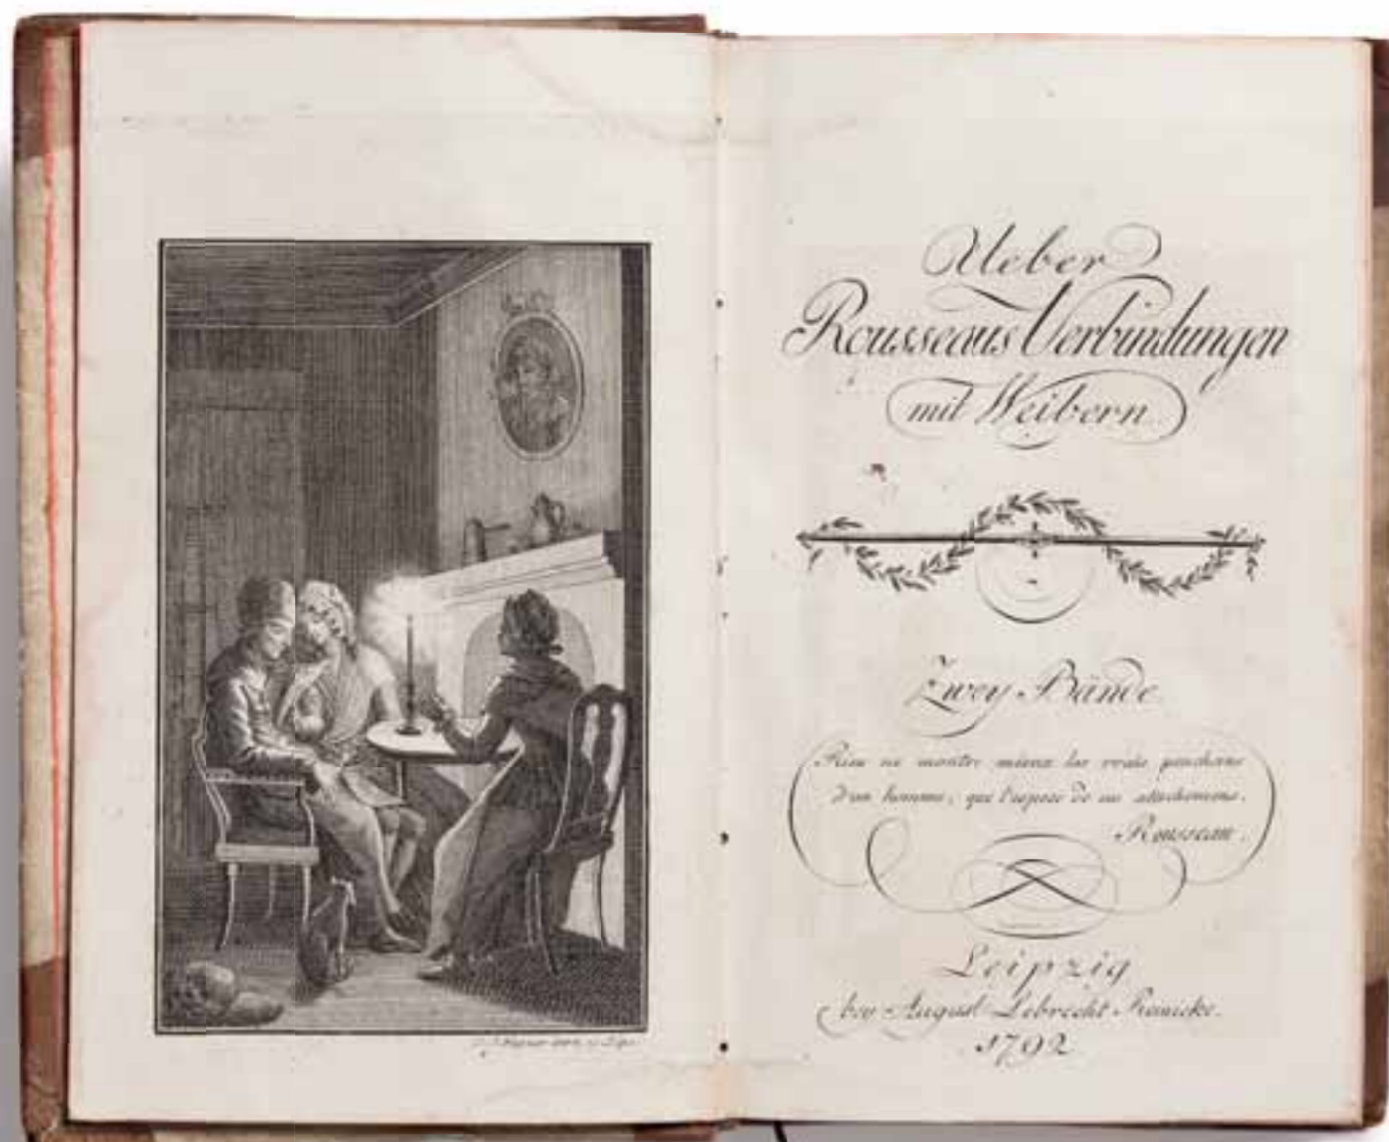 Ueber
Rousseaus Verbindungen
mit Weibern.
Zwey Bände.
Rien ne montre mieux les vrais penchans
d'un homme, que l'espece de ses attachemens.
Rousseau.
Leipzig
bey August Lebrecht Reinicke.
1792